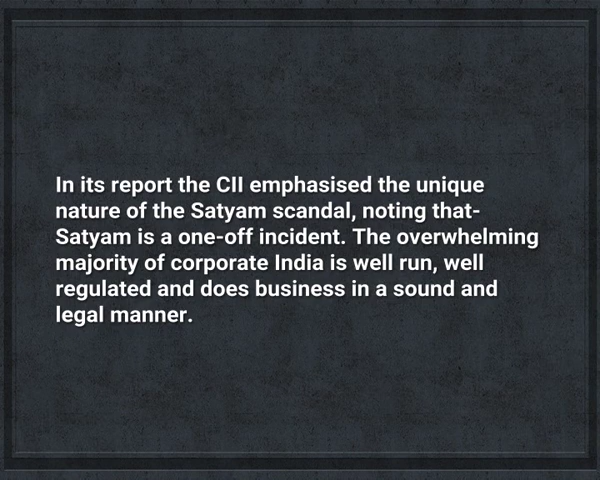 In its report the CII emphasised the unique
nature of the Satyam scandal, noting that-
Satyam is a one-off incident. The overwhelming
majority of corporate India is well run, well
regulated and does business in a sound and
legal manner.